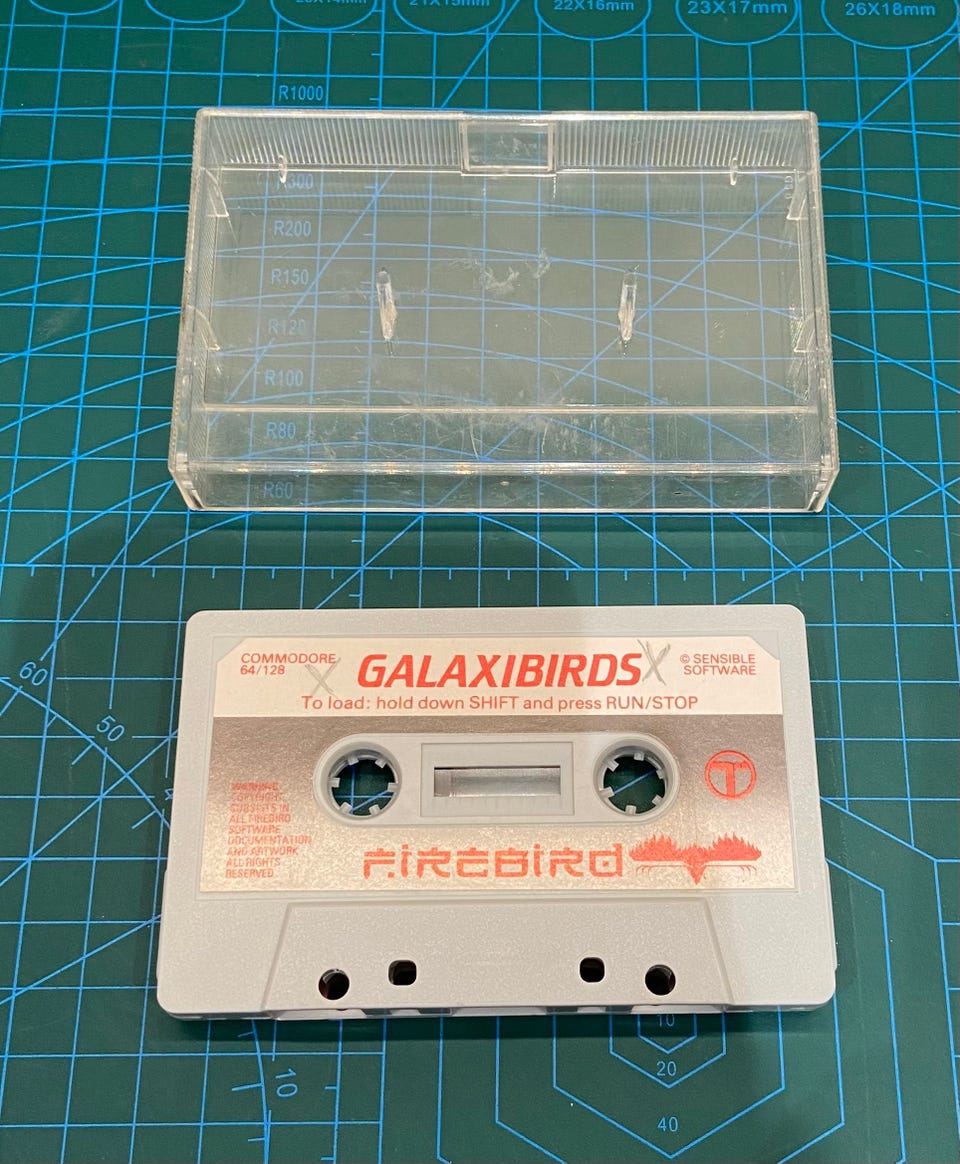 21X15mm
22X16mm
23X17mm
26X18mm
R1000
R300
R200
R150
R120
R100
R80
R60
60
50
COMMODORE
64/128
X GALAXIBIRDS X
© SENSIBLE
SOFTWARE
To load: hold down SHIFT and press RUN/STOP
T
WARNING:
COPYRIGHT
SUBSISTS IN
ALL FIREBIRD
SOFTWARE
DOCUMENTATION
AND ARTWORK
ALL RIGHTS
RESERVED
FIREBIRD
10
10
20
40